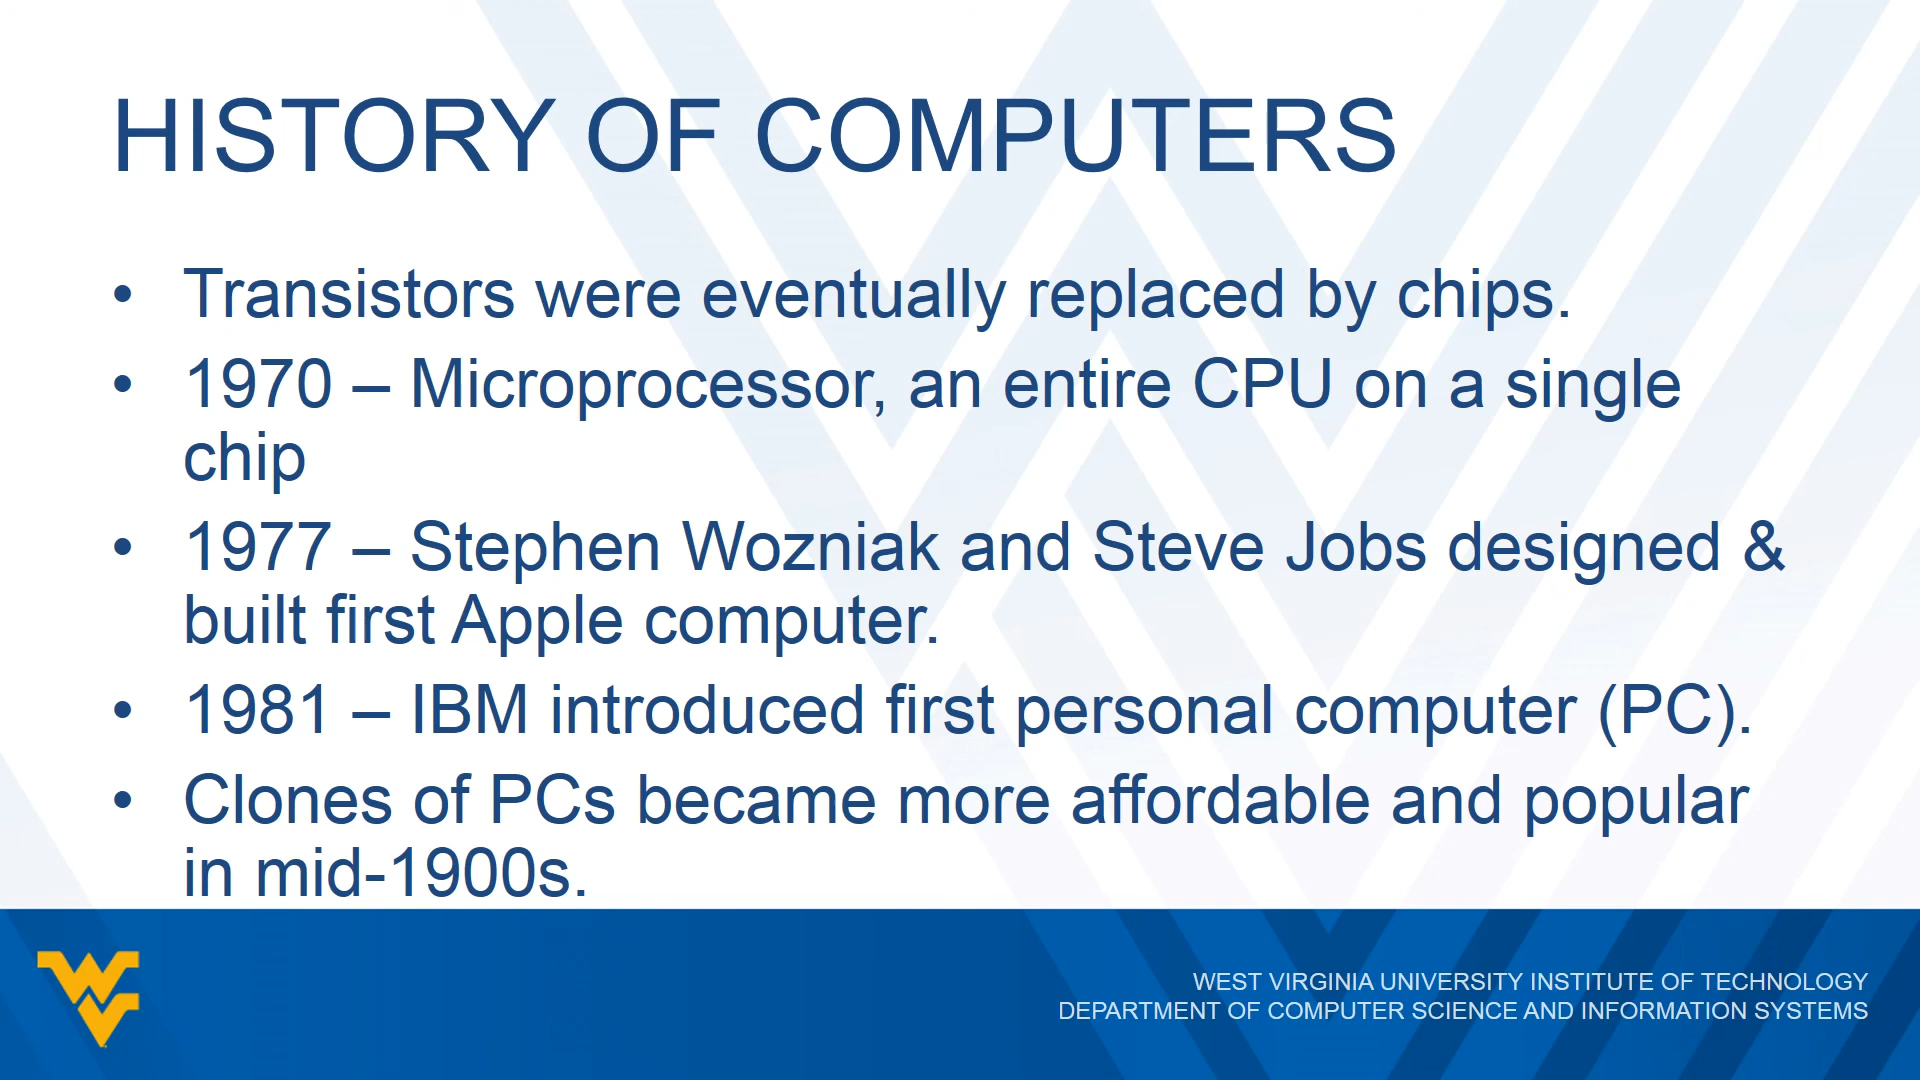 HISTORY OF COMPUTERS
• Transistors were eventually replaced by chips.
• 1970 – Microprocessor, an entire CPU on a single
chip
• 1977 – Stephen Wozniak and Steve Jobs designed &
built first Apple computer.
• 1981 – IBM introduced first personal computer (PC).
• Clones of PCs became more affordable and popular
in mid-1900s.
WEST VIRGINIA UNIVERSITY INSTITUTE OF TECHNOLOGY
DEPARTMENT OF COMPUTER SCIENCE AND INFORMATION SYSTEMS